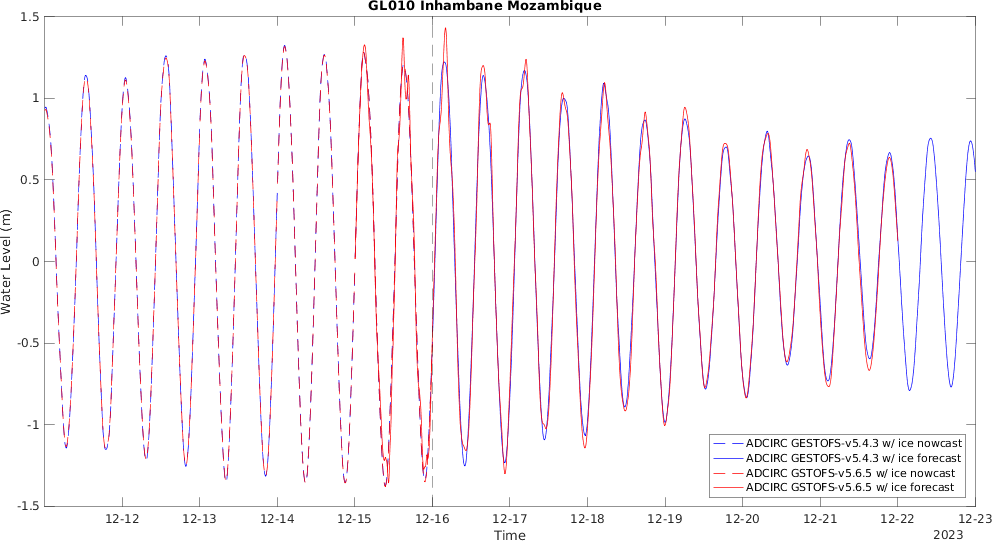 GL010 Inhambane Mozambique
1.5
1
0.5
0
-0.5
-1
-1.5
Water Level (m)
ADCIRC GESTOFS-v5.4.3 w/ ice nowcast
ADCIRC GESTOFS-v5.4.3 w/ ice forecast
ADCIRC GSTOFS-v5.6.5 w/ ice nowcast
ADCIRC GSTOFS-v5.6.5 w/ ice forecast
12-12 12-13 12-14 12-15 12-16 12-17 12-18 12-19 12-20 12-21 12-22 12-23
Time
2023